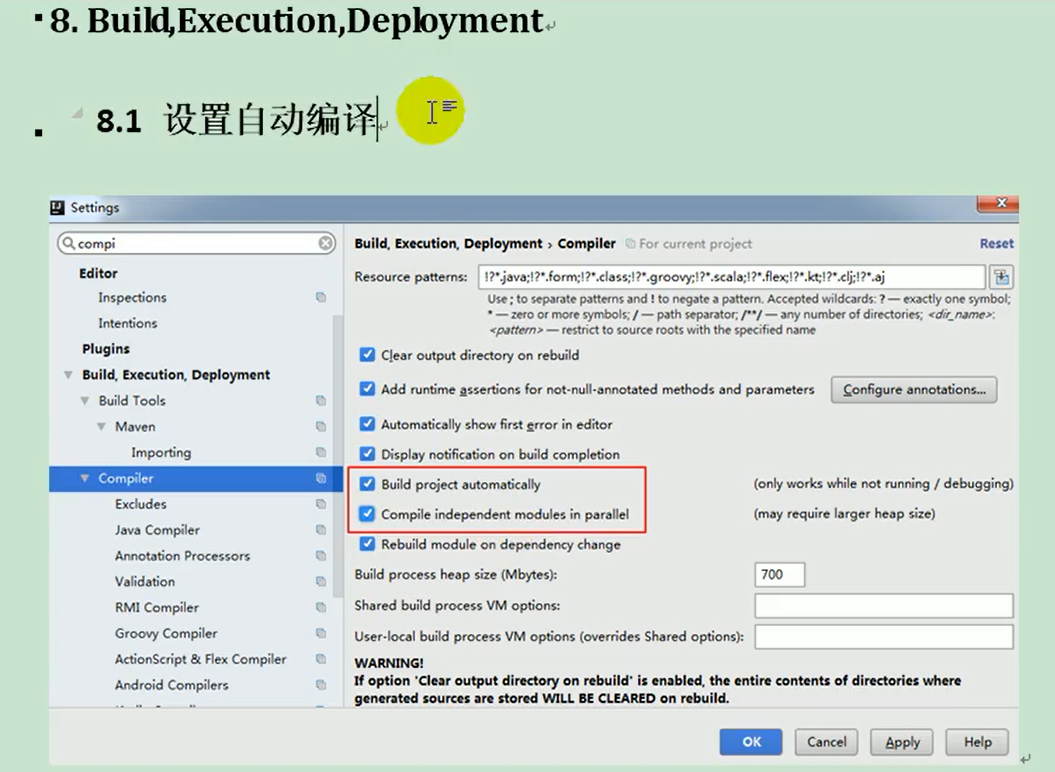 8. Build,Execution,Deployment
8.1 设置自动编译
Settings
compi
Editor
Inspections
Intentions
Plugins
Build, Execution, Deployment
Build Tools
Maven
Importing
Compiler
Excludes
Java Compiler
Annotation Processors
Validation
RMI Compiler
Groovy Compiler
ActionScript & Flex Compiler
Android Compilers
Build, Execution, Deployment › Compiler For current project Reset
Resource patterns: !?*.java;!?*.form;!?*.class;!?*.groovy;!?*.scala;!?*.flex;!?*.kt;!?*.clj;!?*.aj
Use ; to separate patterns and ! to negate a pattern. Accepted wildcards: ? — exactly one symbol;
* — zero or more symbols; / — path separator; /**/ — any number of directories; <dir_name>:
<pattern> — restrict to source roots with the specified name
Clear output directory on rebuild
Add runtime assertions for not-null-annotated methods and parameters Configure annotations...
Automatically show first error in editor
Display notification on build completion
Build project automatically (only works while not running / debugging)
Compile independent modules in parallel (may require larger heap size)
Rebuild module on dependency change
Build process heap size (Mbytes): 700
Shared build process VM options:
User-local build process VM options (overrides Shared options):
WARNING!
If option 'Clear output directory on rebuild' is enabled, the entire contents of directories where
generated sources are stored WILL BE CLEARED on rebuild.
OK Cancel Apply Help